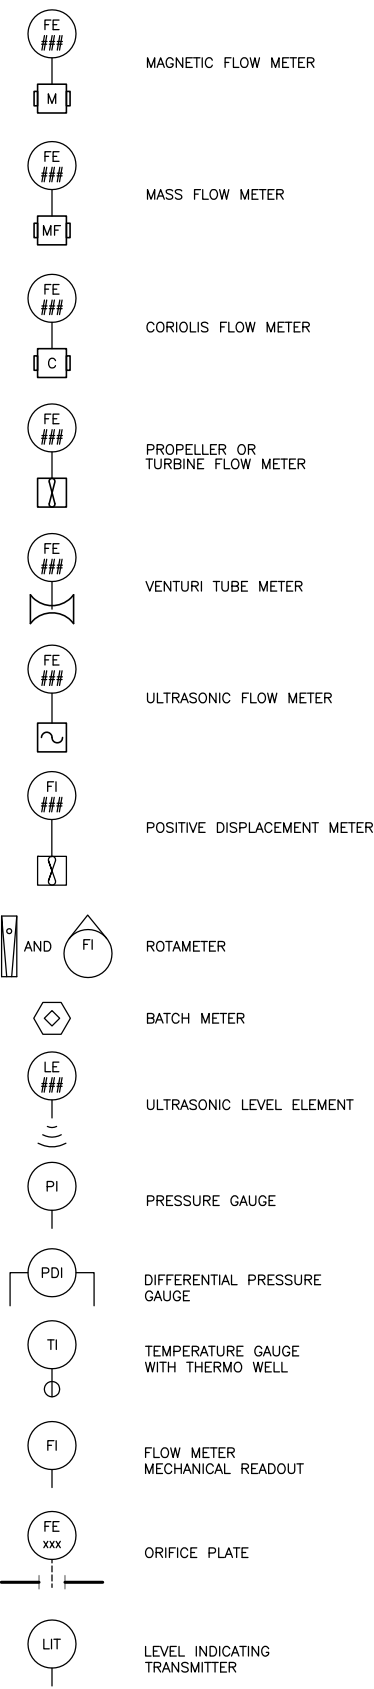 FE
###
M
MAGNETIC FLOW METER
FE
###
MF
MASS FLOW METER
FE
###
C
CORIOLIS FLOW METER
FE
###
PROPELLER OR
TURBINE FLOW METER
FE
###
VENTURI TUBE METER
FE
###
ULTRASONIC FLOW METER
FI
###
POSITIVE DISPLACEMENT METER
AND FI ROTAMETER
BATCH METER
LE
###
ULTRASONIC LEVEL ELEMENT
PI
PRESSURE GAUGE
PDI
DIFFERENTIAL PRESSURE
GAUGE
TI
TEMPERATURE GAUGE
WITH THERMO WELL
FI
FLOW METER
MECHANICAL READOUT
FE
xxx
ORIFICE PLATE
LIT
LEVEL INDICATING
TRANSMITTER